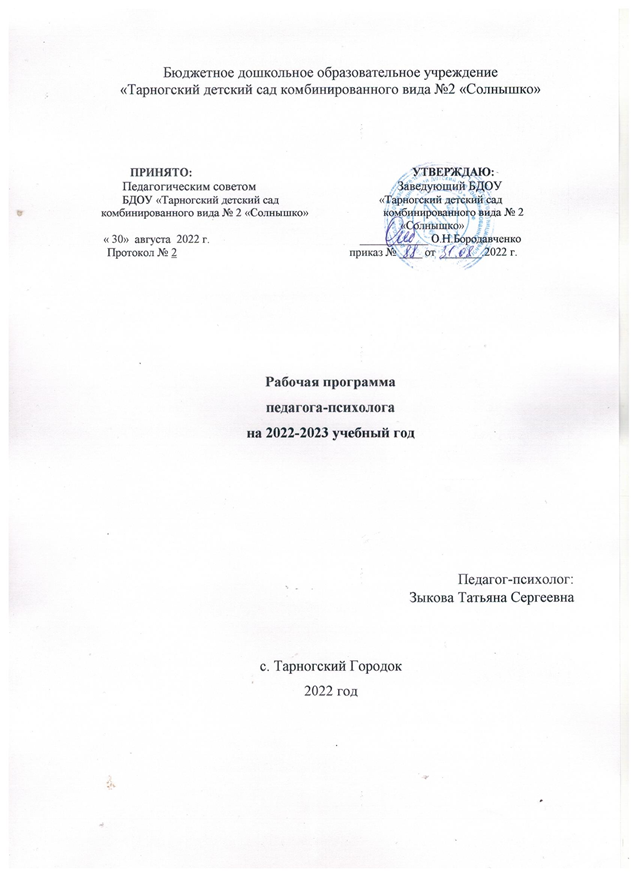 Бюджетное дошкольное образовательное учреждение
«Тарногский детский сад комбинированного вида №2 «Солнышко»
ПРИНЯТО:
Педагогическим советом
БДОУ «Тарногский детский сад
комбинированного вида № 2 «Солнышко»
« 30» августа 2022 г.
Протокол № 2
УТВЕРЖДАЮ:
Заведующий БДОУ
«Тарногский детский сад
комбинированного вида № 2
«Солнышко»
О.Н.Бородавченко
приказ № 88 от 31.08 .2022 г.
Рабочая программа
педагога-психолога
на 2022-2023 учебный год
Педагог-психолог:
Зыкова Татьяна Сергеевна
с. Тарногский Городок
2022 год